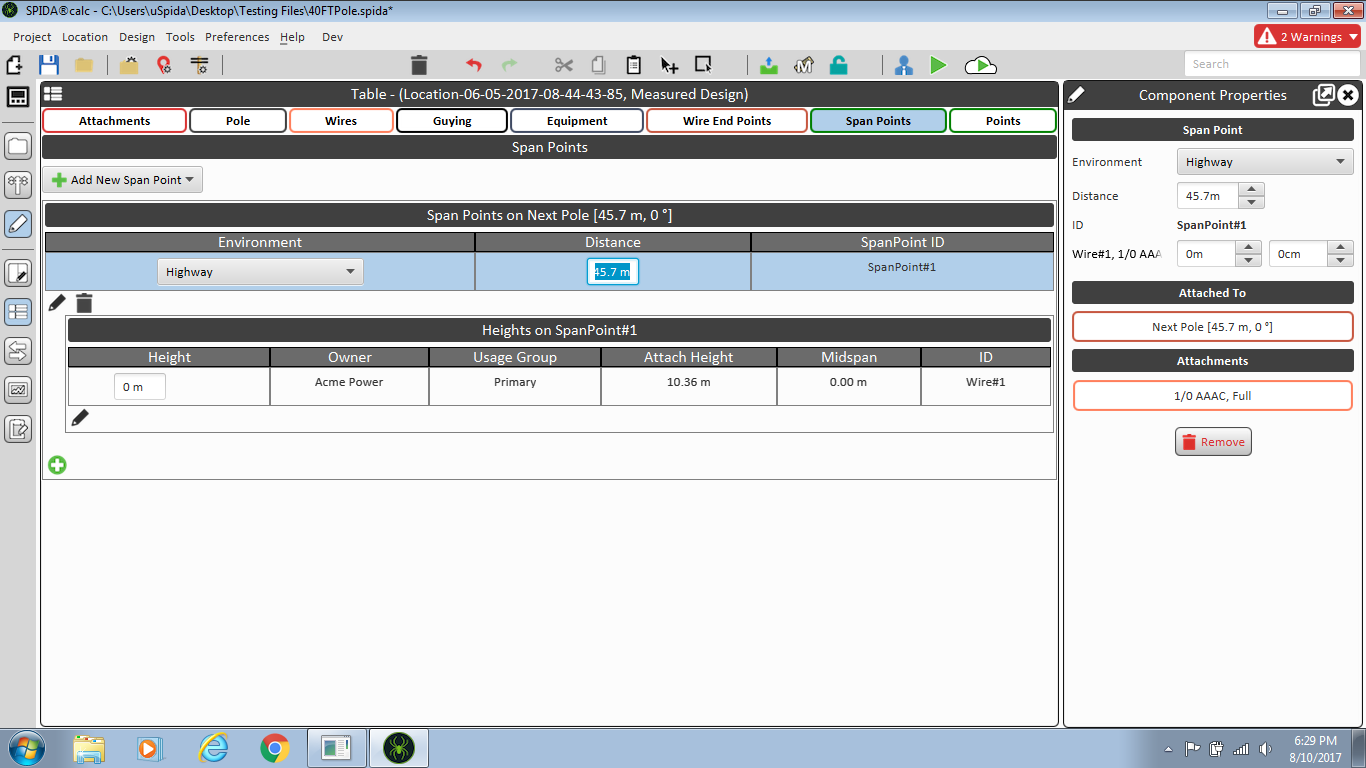 SPIDA®calc - C:\Users\uSpida\Desktop\Testing Files\40FTPole.spida*
Project Location Design Tools Preferences Help Dev
2 Warnings
Search
Table - (Location-06-05-2017-08-44-43-85, Measured Design)
Attachments Pole Wires Guying Equipment Wire End Points Span Points Points
Span Points
Add New Span Point
Span Points on Next Pole [45.7 m, 0 °]
Environment Distance SpanPoint ID
Highway 45.7 m SpanPoint#1
Heights on SpanPoint#1
Height Owner Usage Group Attach Height Midspan ID
0 m Acme Power Primary 10.36 m 0.00 m Wire#1
Component Properties
Span Point
Environment Highway
Distance 45.7m
ID SpanPoint#1
Wire#1, 1/0 AAA 0m 0cm
Attached To
Next Pole [45.7 m, 0 °]
Attachments
1/0 AAAC, Full
Remove
6:29 PM
8/10/2017